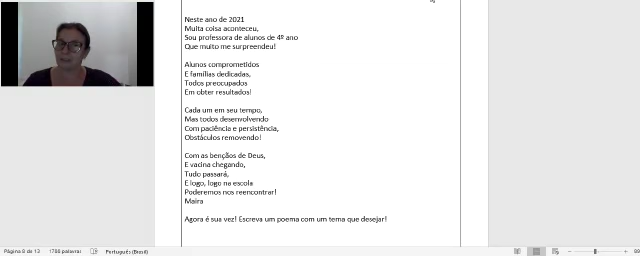 Neste ano de 2021
Muita coisa aconteceu,
Sou professora de alunos de 4º ano
Que muito me surpreendeu!
Alunos comprometidos
E famílias dedicadas,
Todos preocupados
Em obter resultados!
Cada um em seu tempo,
Mas todos desenvolvendo
Com paciência e persistência,
Obstáculos removendo!
Com as bençãos de Deus,
E vacina chegando,
Tudo passará,
E logo, logo na escola
Poderemos nos reencontrar!
Maira
Agora é sua vez! Escreva um poema com um tema que desejar!
Página 8 de 13 1706 palavras Português (Brasil)